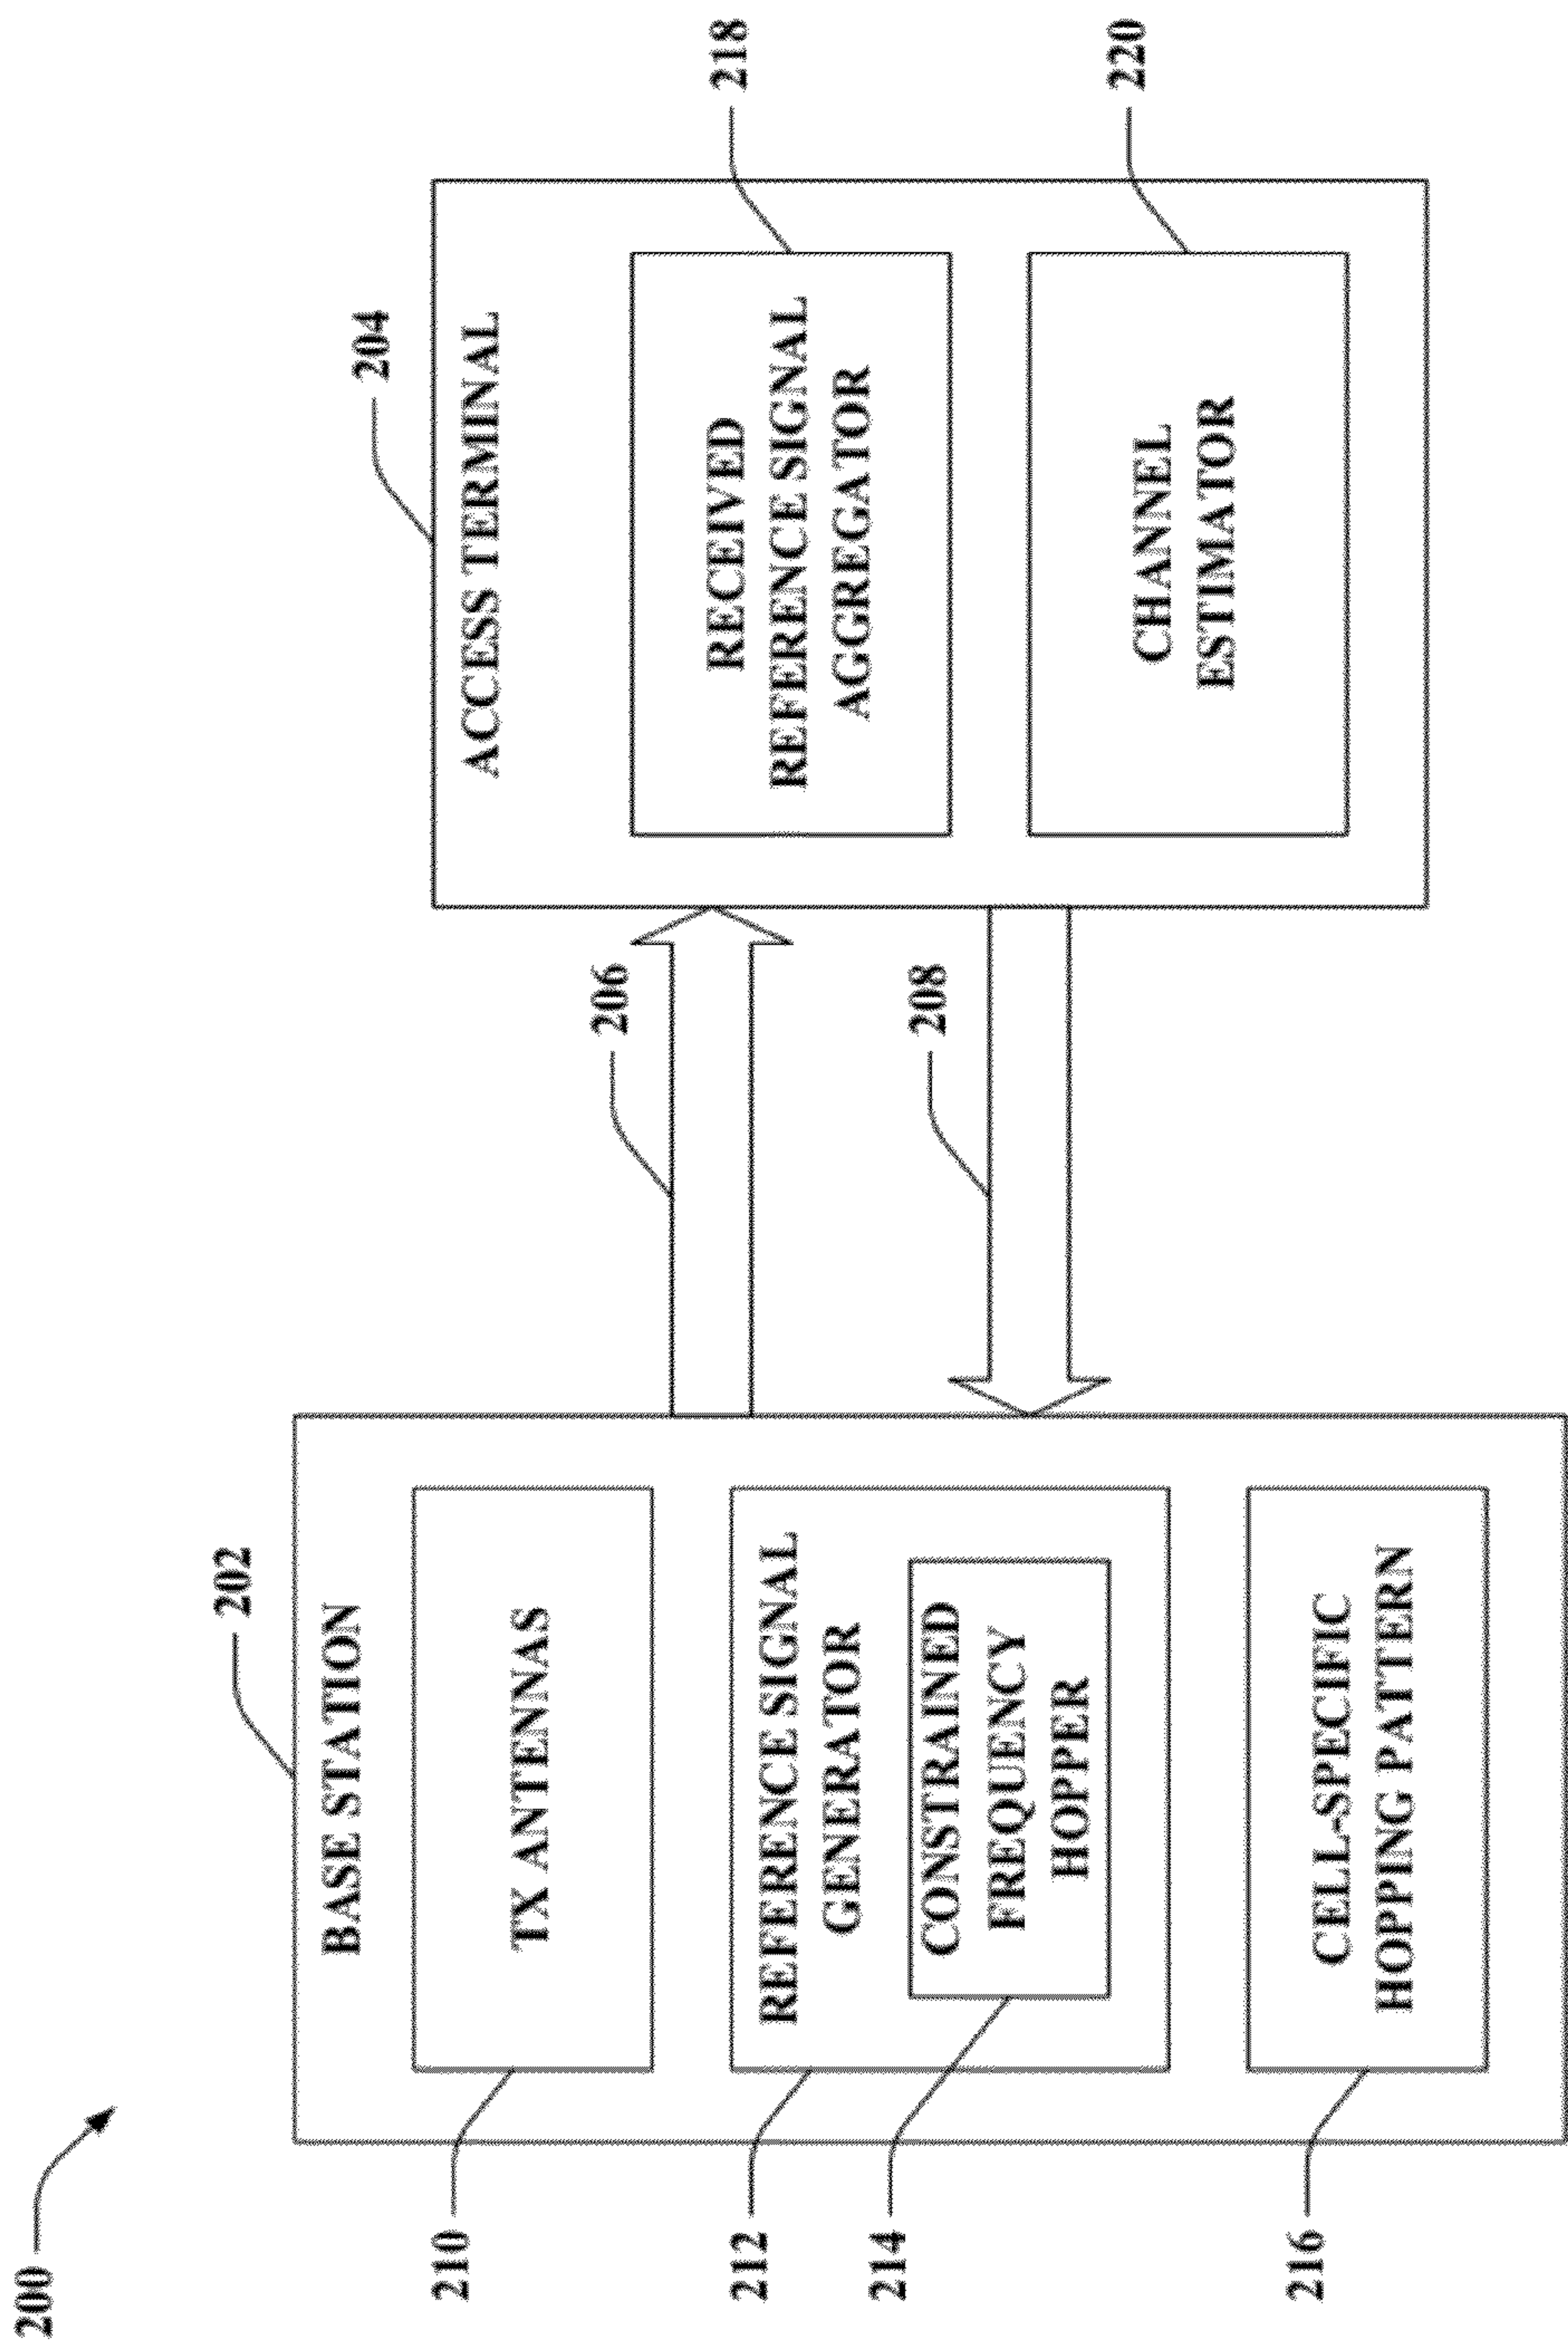 200
202
BASE STATION
210
TX ANTENNAS
212
REFERENCE SIGNAL
GENERATOR
214
CONSTRAINED
FREQUENCY
HOPPER
216
CELL-SPECIFIC
HOPPING PATTERN
206
208
204
ACCESS TERMINAL
RECEIVED
REFERENCE SIGNAL
AGGREGATOR
218
CHANNEL
ESTIMATOR
220